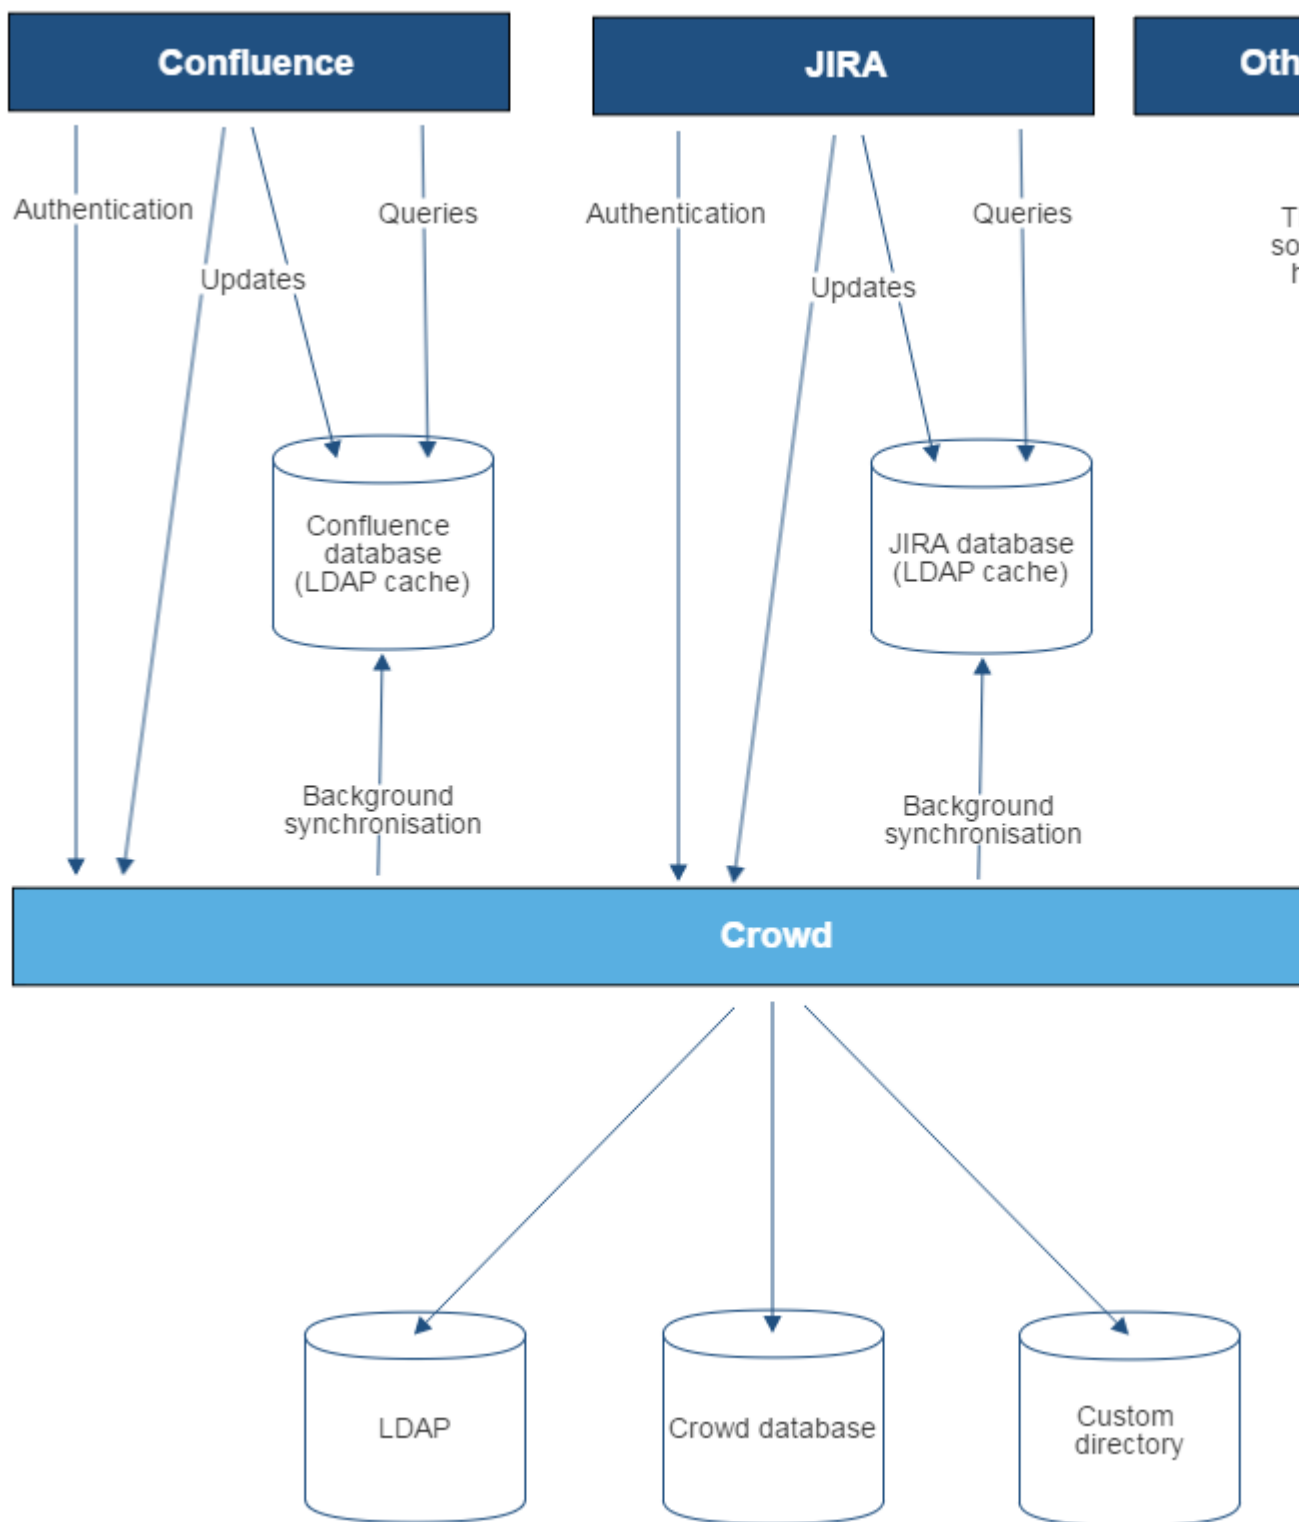 Confluence
JIRA
Oth
Authentication
Queries
Updates
Authentication
Queries
Updates
T
so
h
Confluence
database
(LDAP cache)
JIRA database
(LDAP cache)
Background
synchronisation
Background
synchronisation
Crowd
LDAP
Crowd database
Custom
directory